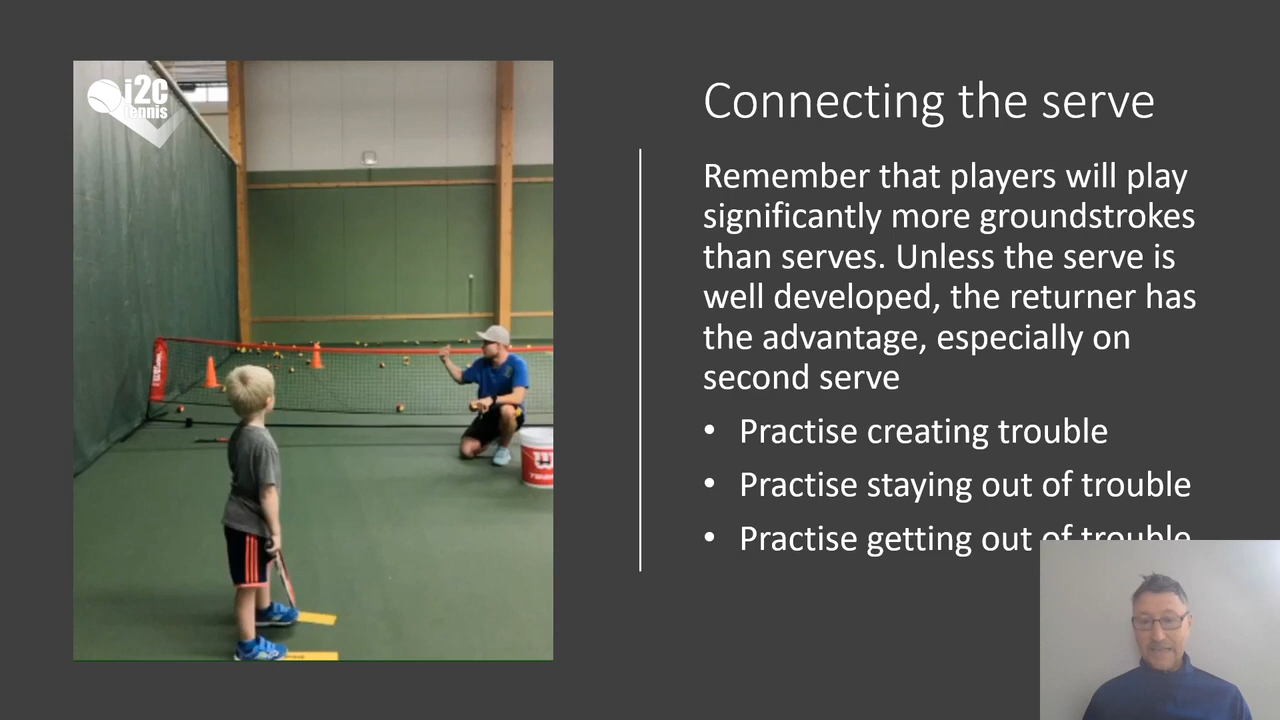 i2c
tennis
Connecting the serve
Remember that players will play
significantly more groundstrokes
than serves. Unless the serve is
well developed, the returner has
the advantage, especially on
second serve
• Practise creating trouble
• Practise staying out of trouble
• Practise getting out of trouble